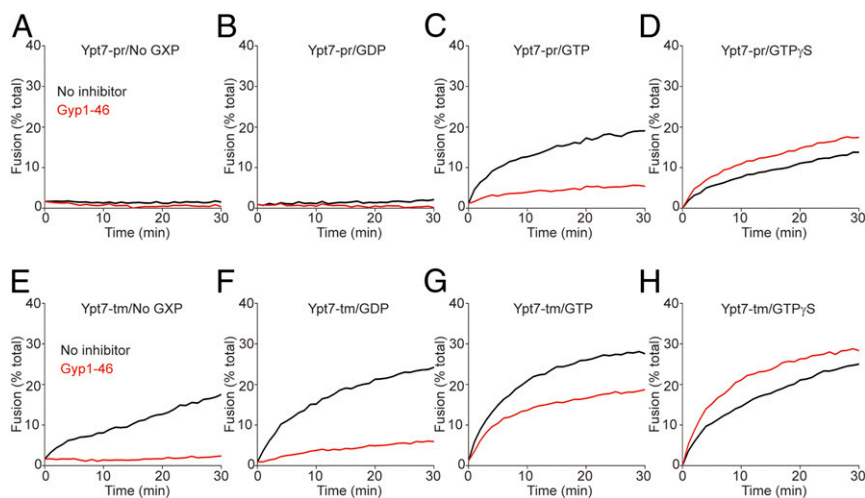 A
B
C
D
Ypt7-pr/No GXP
Ypt7-pr/GDP
Ypt7-pr/GTP
Ypt7-pr/GTPγS
Fusion (% total)
40
30
20
10
0
No inhibitor
Gyp1-46
0
10
20
30
Time (min)
Fusion (% total)
40
30
20
10
0
0
10
20
30
Time (min)
Fusion (% total)
40
30
20
10
0
0
10
20
30
Time (min)
Fusion (% total)
40
30
20
10
0
0
10
20
30
Time (min)
E
F
G
H
Ypt7-tm/No GXP
Ypt7-tm/GDP
Ypt7-tm/GTP
Ypt7-tm/GTPγS
Fusion (% total)
40
30
20
10
0
No inhibitor
Gyp1-46
0
10
20
30
Time (min)
Fusion (% total)
40
30
20
10
0
0
10
20
30
Time (min)
Fusion (% total)
40
30
20
10
0
0
10
20
30
Time (min)
Fusion (% total)
40
30
20
10
0
0
10
20
30
Time (min)